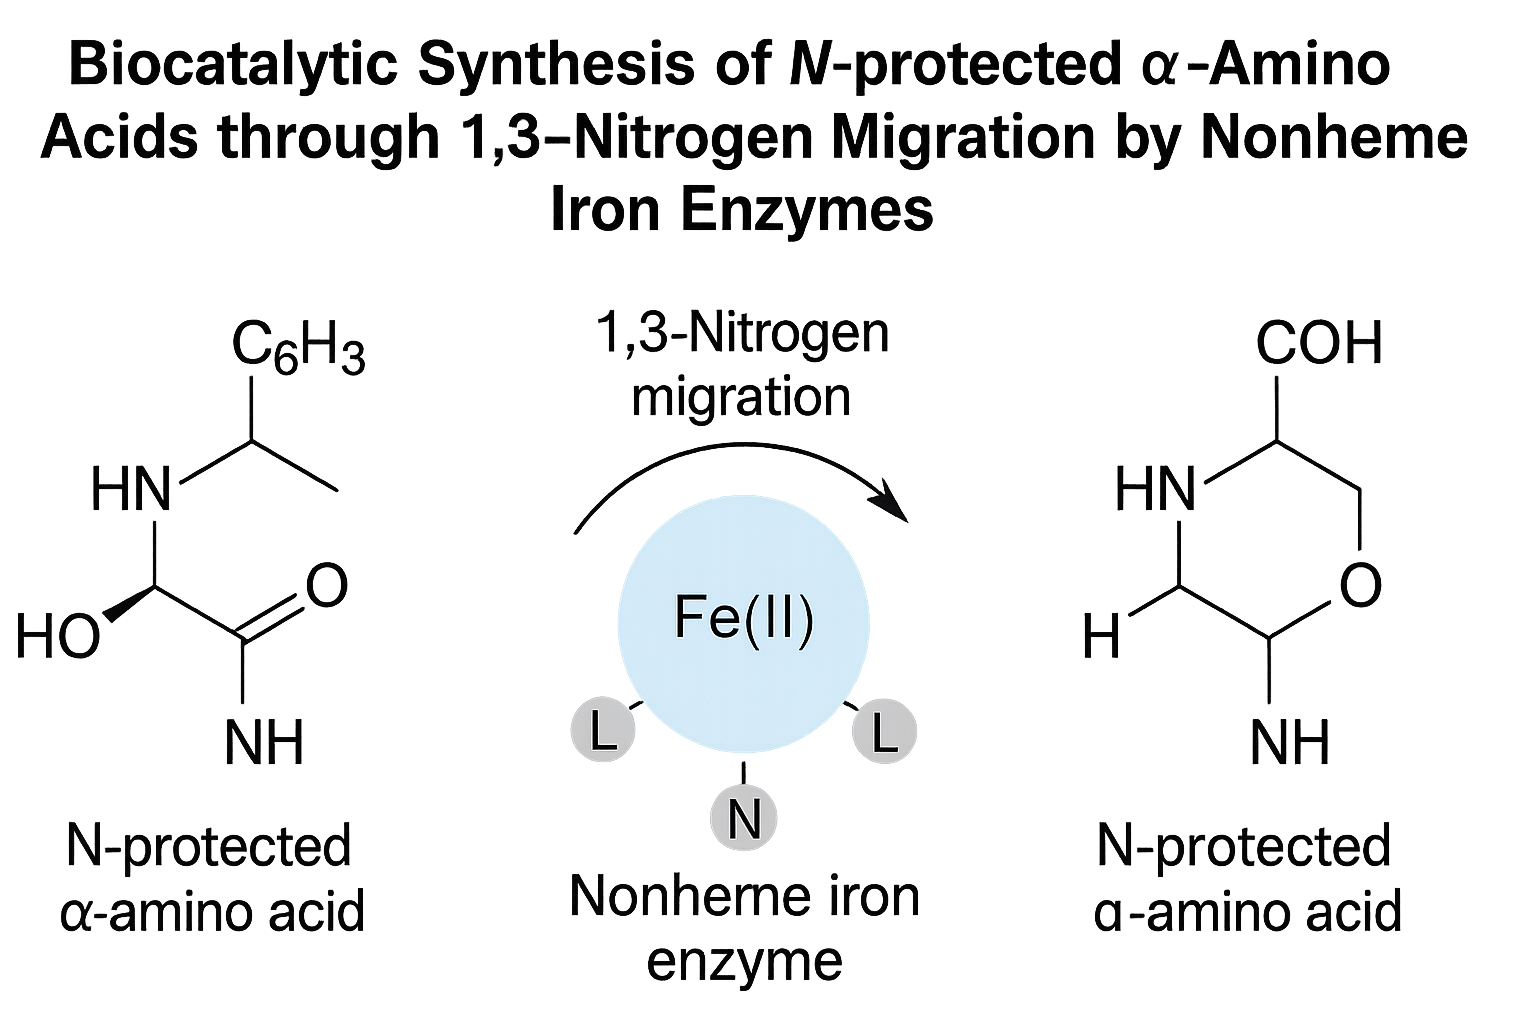 Biocatalytic Synthesis of N-protected α-Amino
Acids through 1,3–Nitrogen Migration by Nonheme
Iron Enzymes
C₆H₃
HN
HO
O
NH
N-protected
α-amino acid
1,3-Nitrogen
migration
Fe(II)
L
L
N
Nonheme iron
enzyme
COH
HN
O
H
NH
N-protected
ɑ-amino acid